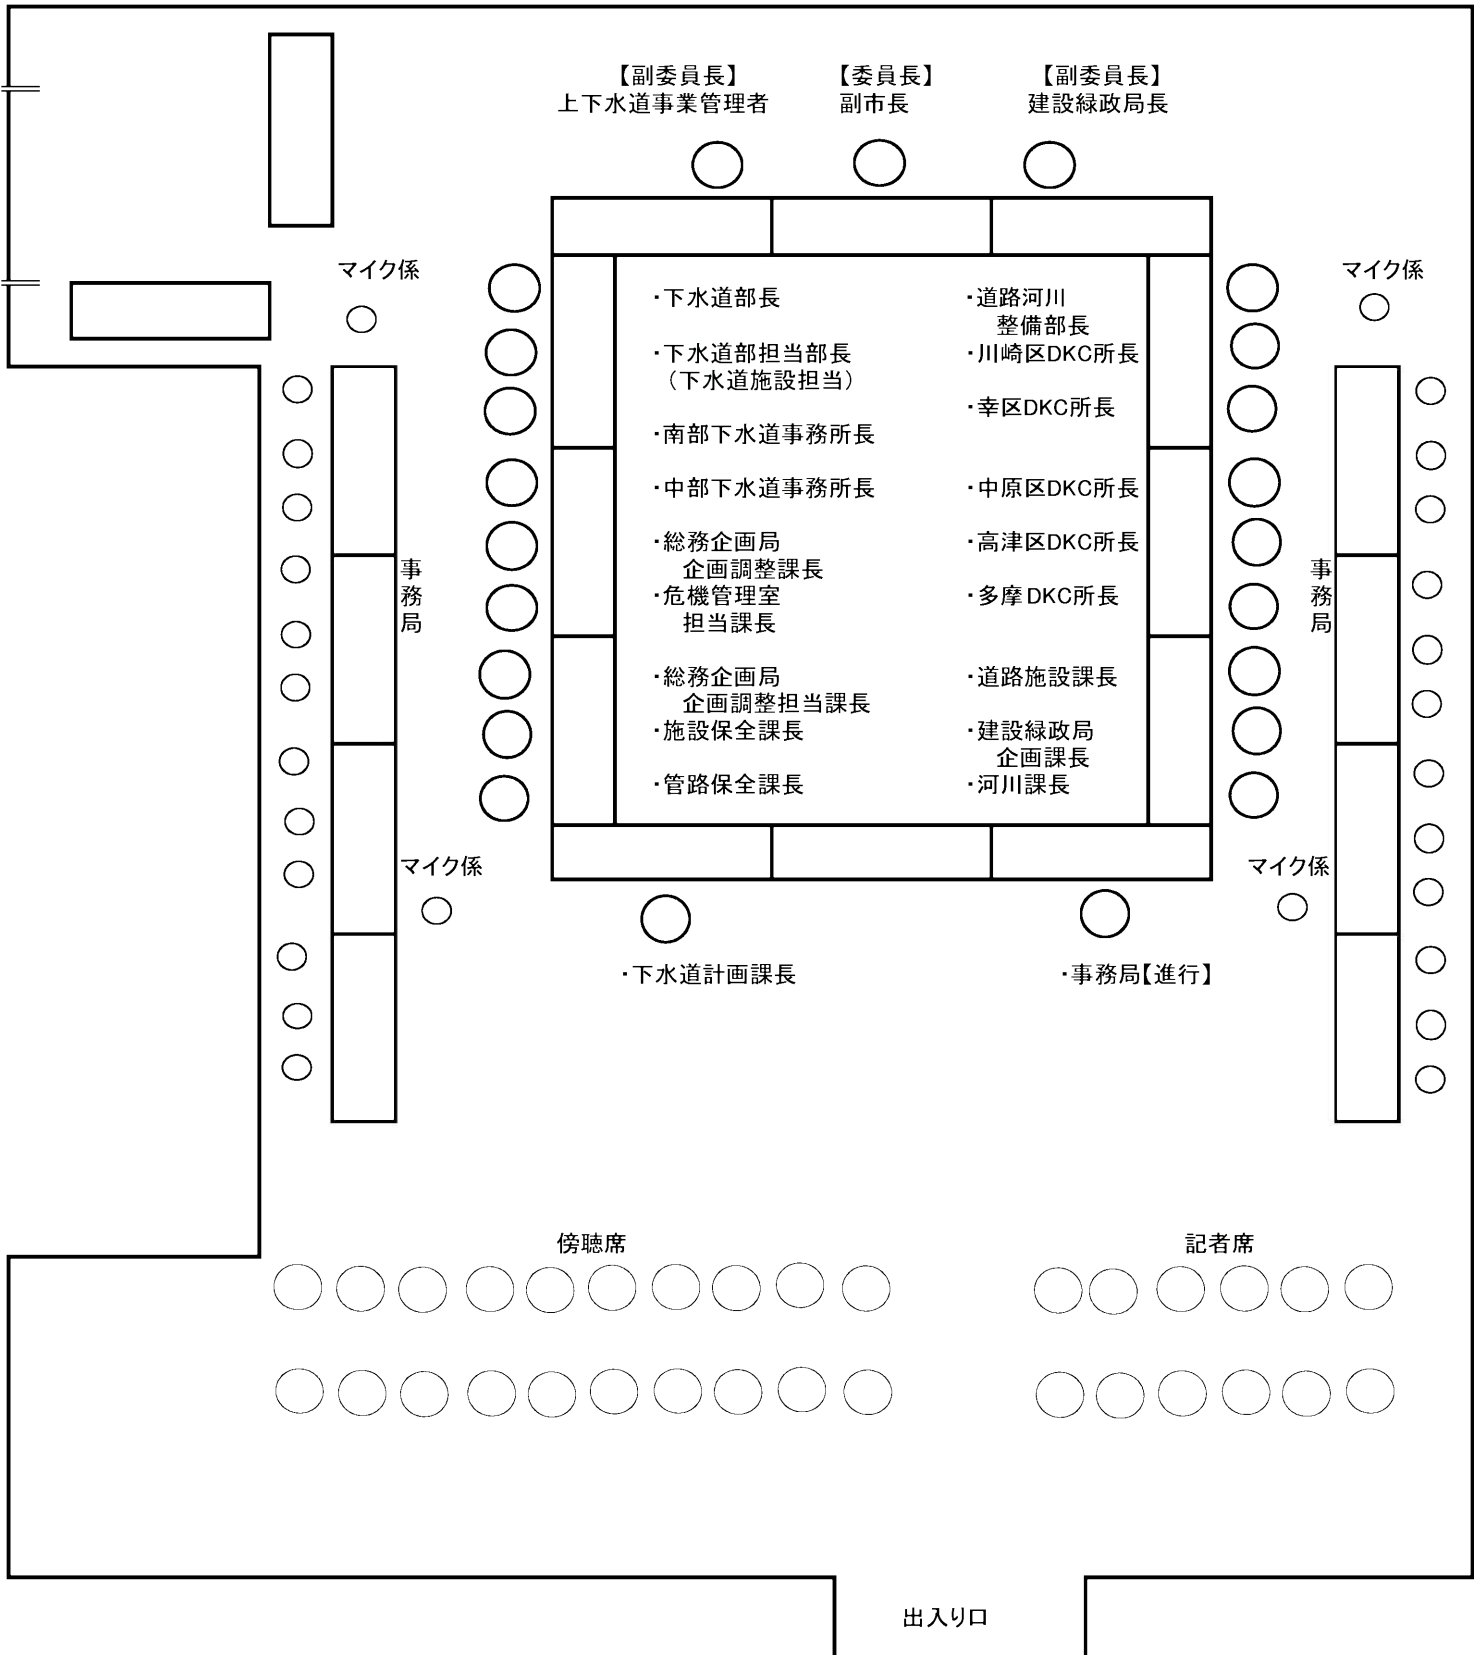 【副委員長】
上下水道事業管理者
【委員長】
副市長
【副委員長】
建設緑政局長
マイク係
マイク係
・下水道部長
・下水道部担当部長
（下水道施設担当）
・南部下水道事務所長
・中部下水道事務所長
・総務企画局
企画調整課長
・危機管理室
担当課長
・総務企画局
企画調整担当課長
・施設保全課長
・管路保全課長
・道路河川
整備部長
・川崎区DKC所長
・幸区DKC所長
・中原区DKC所長
・高津区DKC所長
・多摩DKC所長
・道路施設課長
・建設緑政局
企画課長
・河川課長
事務局
事務局
マイク係
マイク係
・下水道計画課長
・事務局【進行】
傍聴席
記者席
出入り口